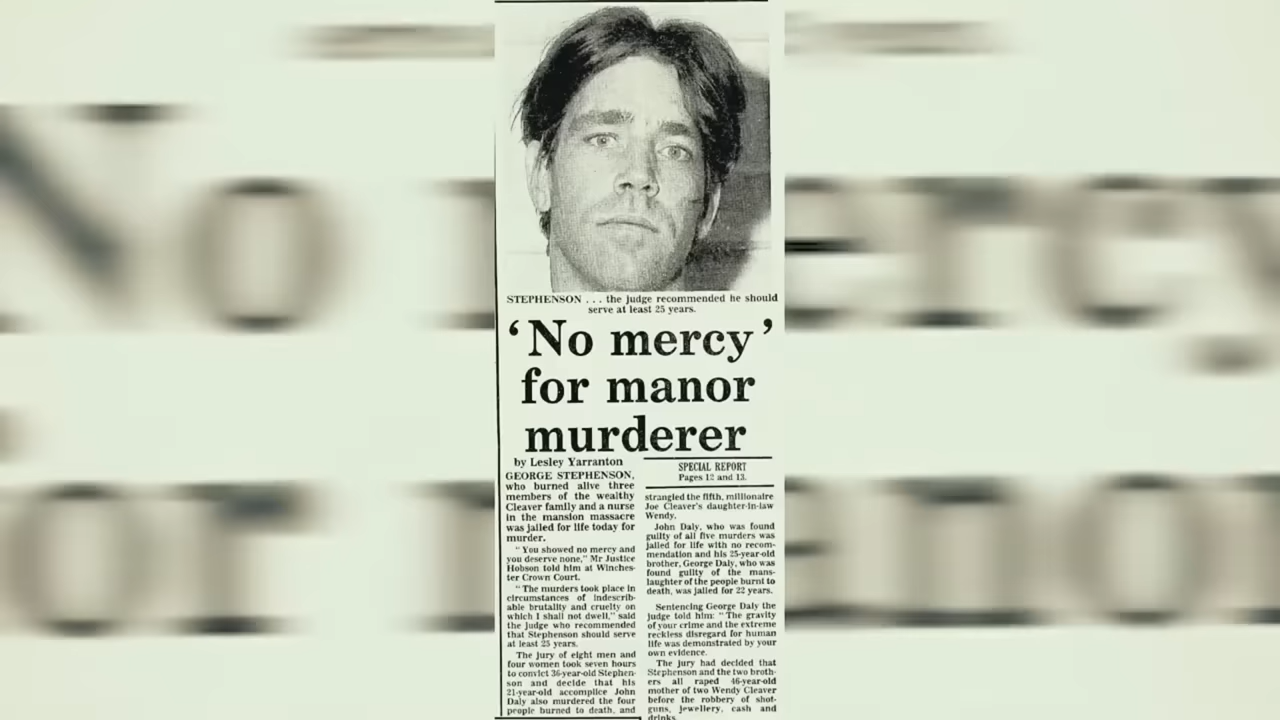 STEPHENSON . . . the judge recommended he should
serve at least 25 years.
‘No mercy’
for manor
murderer
by Lesley Yarranton
GEORGE STEPHENSON,
who burned alive three
members of the wealthy
Cleaver family and a nurse
in the mansion massacre
was jailed for life today for
murder.
"You showed no mercy and
you deserve none," Mr Justice
Hobson told him at Winches-
ter Crown Court.
"The murders took place in
circumstances of indescrib-
able brutality and cruelty on
which I shall not dwell," said
the Judge who recommended
that Stephenson should serve
at least 25 years.
The jury of eight men and
four women took seven hours
to convict 36-year-old Stephen-
son and decide that his
21-year-old accomplice John
Daly also murdered the four
people burned to death, and
SPECIAL REPORT
Pages 12 and 13.
strangled the fifth, millionaire
Joe Cleaver's daughter-in-law
Wendy.
John Daly, who was found
guilty of all five murders was
jailed for life with no recom-
mendation and his 25-year-old
brother, George Daly, who was
found guilty of the mans-
laughter of the people burnt to
death, was jailed for 22 years.
Sentencing George Daly the
judge told him: "The gravity
of your crime and the extreme
reckless disregard for human
life was demonstrated by your
own evidence.
The jury had decided that
Stephenson and the two broth-
ers all raped 46-year-old
mother of two Wendy Cleaver
before the robbery of shot-
guns, jewellery, cash and
drinks.